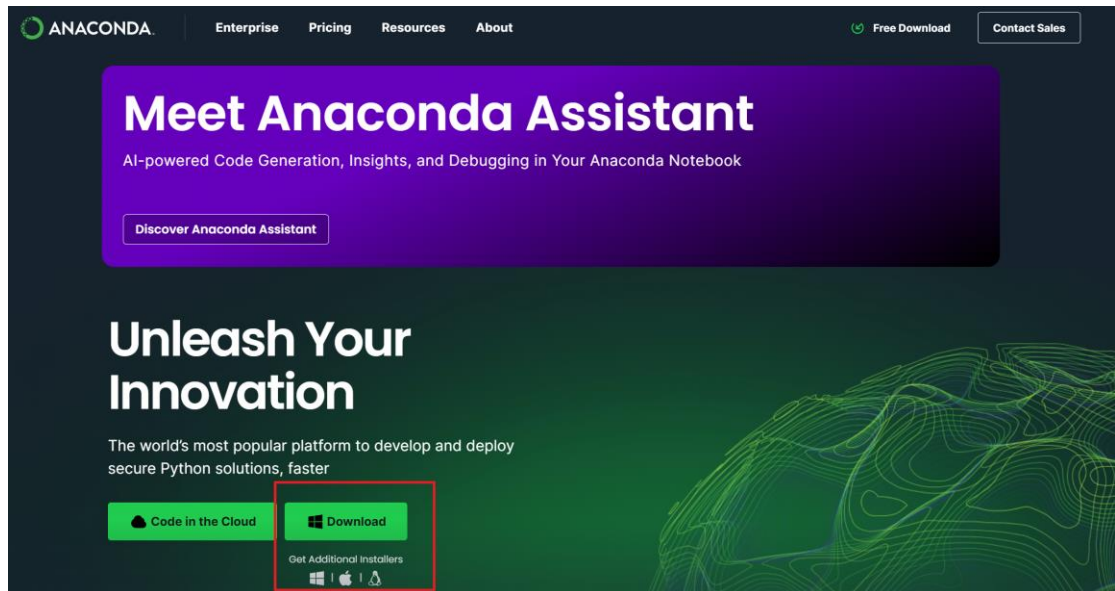 ANACONDA.
Enterprise Pricing Resources About
Free Download
Contact Sales
Meet Anaconda Assistant
AI-powered Code Generation, Insights, and Debugging in Your Anaconda Notebook
Discover Anaconda Assistant
Unleash Your
Innovation
The world's most popular platform to develop and deploy
secure Python solutions, faster
Code in the Cloud
Download
Get Additional Installers